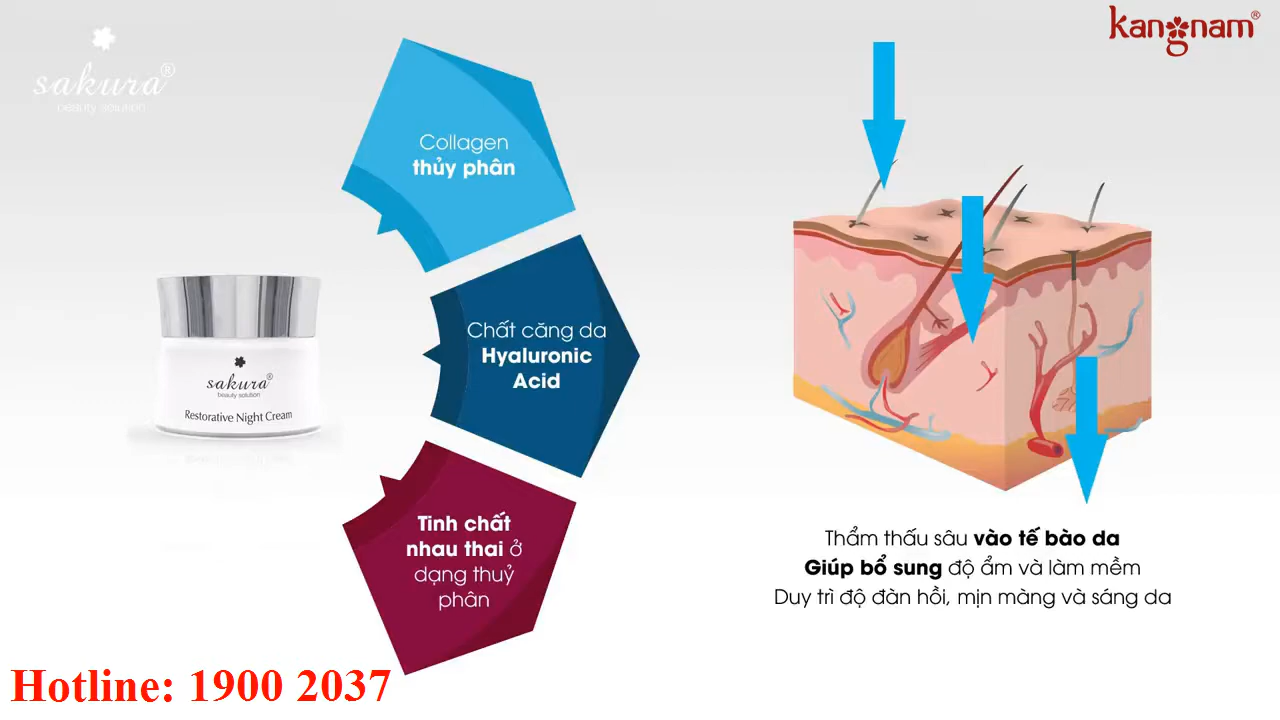 sakura®
beauty solution
kangnam®
Collagen
thủy phân
Chất căng da
Hyaluronic
Acid
Tinh chất
nhau thai ở
dạng thuỷ
phân
sakura®
beauty solution
Restorative Night Cream
Thẩm thấu sâu vào tế bào da
Giúp bổ sung độ ẩm và làm mềm
Duy trì độ đàn hồi, mịn màng và sáng da
Hotline: 1900 2037